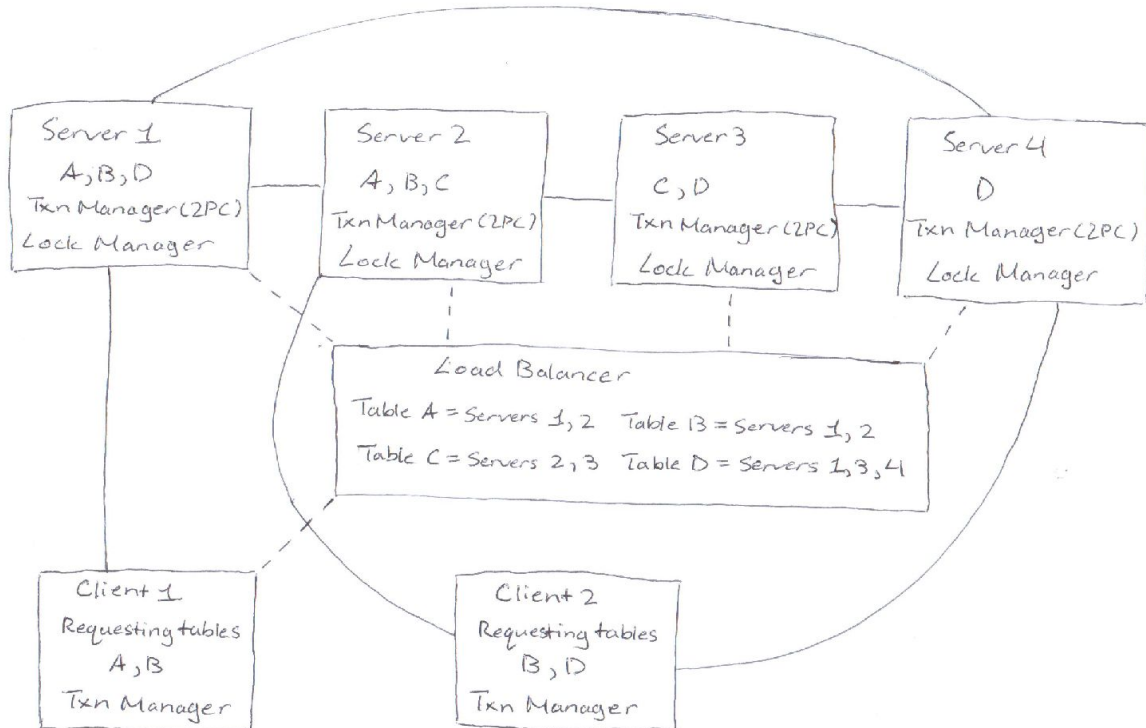 Server 1
A, B, D
Txn Manager (2PC)
Lock Manager
Server 2
A, B, C
Txn Manager (2PC)
Lock Manager
Server 3
C, D
Txn Manager (2PC)
Lock Manager
Server 4
D
Txn Manager (2PC)
Lock Manager
Load Balancer
Table A = Servers 1, 2 Table B = Servers 1, 2
Table C = Servers 2, 3 Table D = Servers 1, 3, 4
Client 1
Requesting tables
A, B
Txn Manager
Client 2
Requesting tables
B, D
Txn Manager